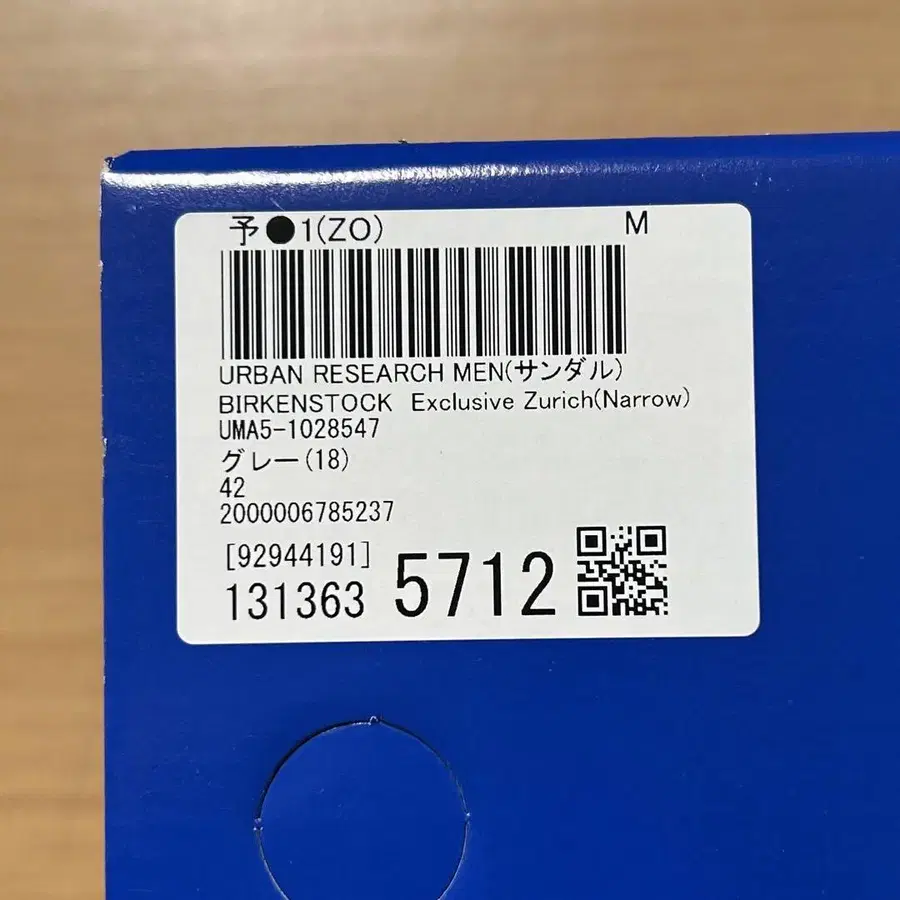 予●1(ZO) M
URBAN RESEARCH MEN(サンダル)
BIRKENSTOCK Exclusive Zurich(Narrow)
UMA5-1028547
グレー(18)
42
2000006785237
[92944191]
131363 5712